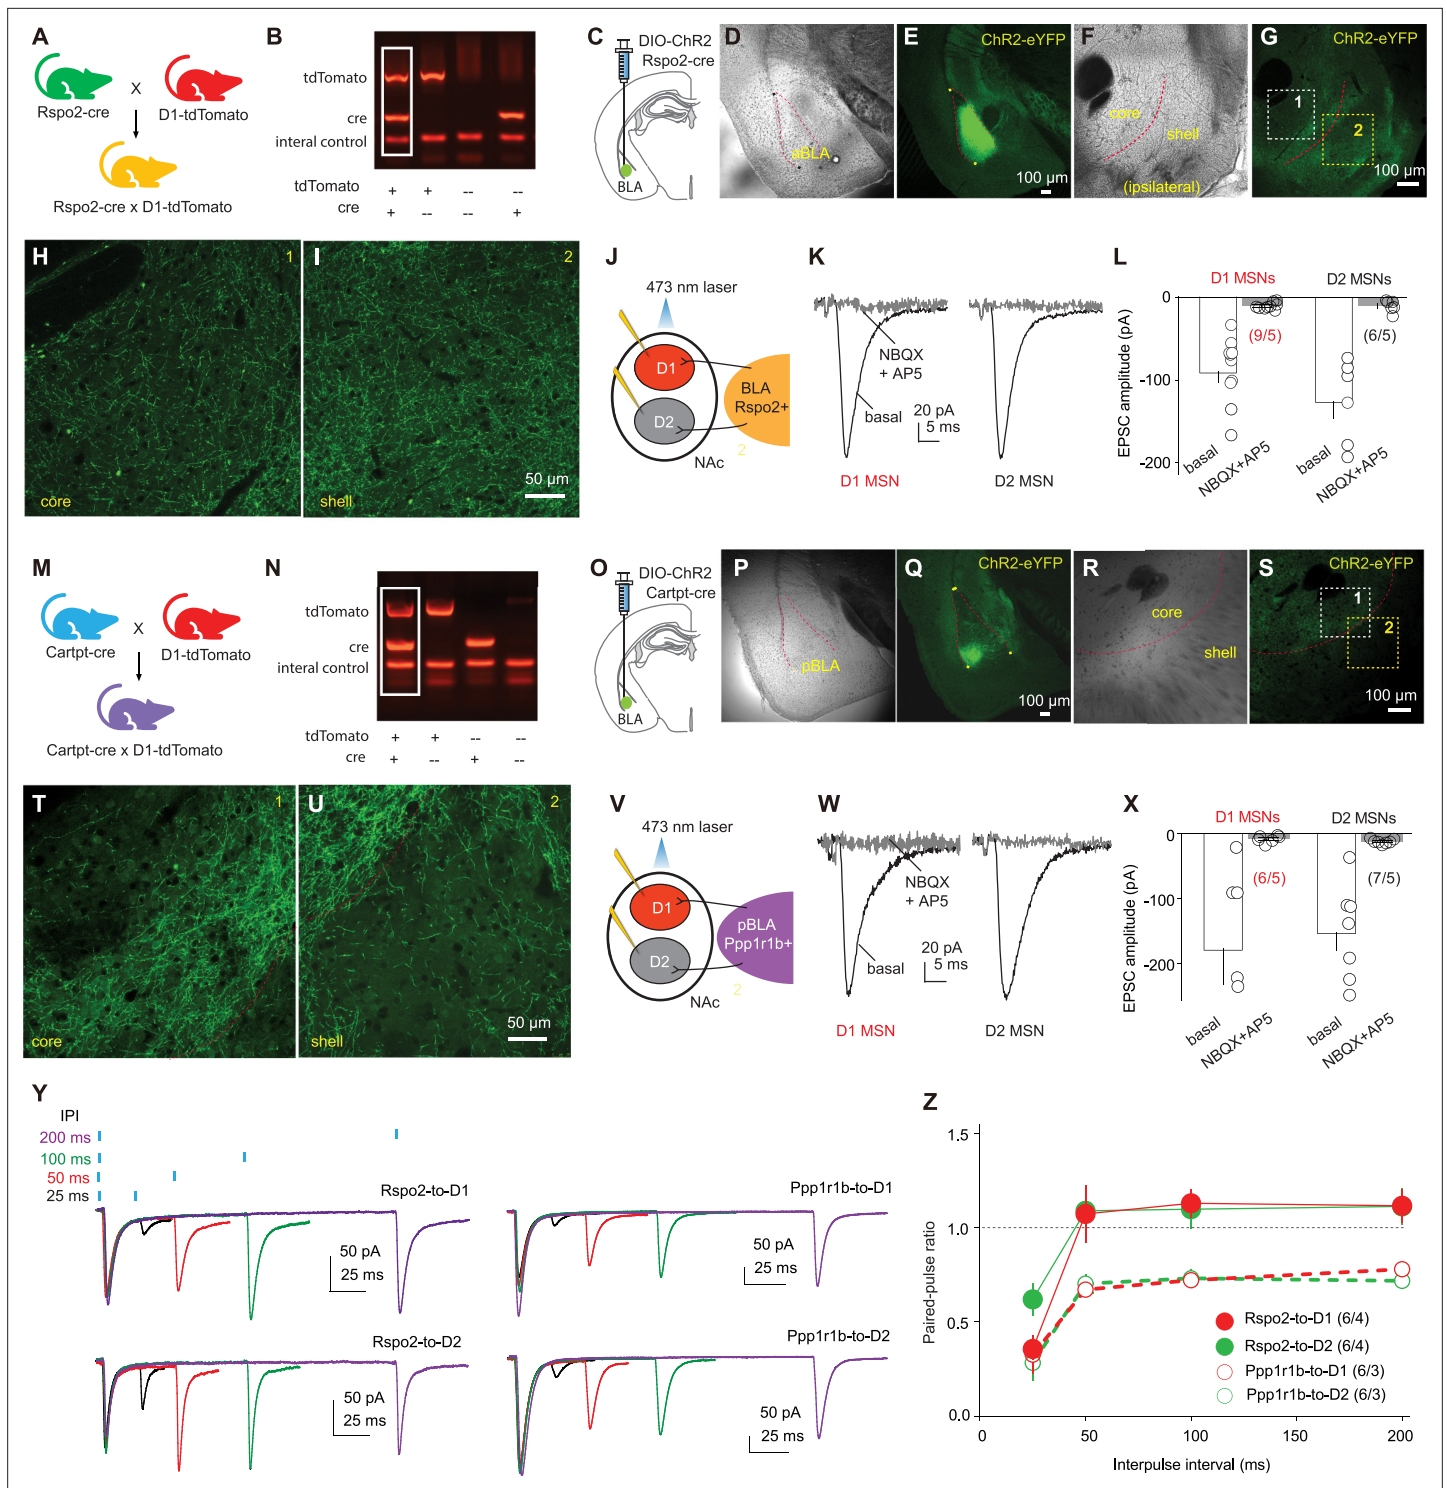 A
Rspo2-cre
X
D1-tdTomato
Rspo2-cre x D1-tdTomato
B
tdTomato
cre
interal control
tdTomato + + -- --
cre + -- -- +
C
DIO-ChR2
Rspo2-cre
BLA
D
aBLA
E
ChR2-eYFP
100 µm
F
core
shell
(ipsilateral)
G
ChR2-eYFP
1
2
100 µm
H
1
core
I
2
shell
50 µm
J
473 nm laser
D1
D2
BLA
Rspo2+
2
NAc
K
NBQX
+ AP5
basal
20 pA
5 ms
D1 MSN
D2 MSN
L
D1 MSNs
D2 MSNs
EPSC amplitude (pA)
0
-100
-200
(9/5)
(6/5)
basal
NBQX+AP5
basal
NBQX+AP5
M
Cartpt-cre
X
D1-tdTomato
Cartpt-cre x D1-tdTomato
N
tdTomato
cre
interal control
tdTomato + + -- --
cre + -- + --
O
DIO-ChR2
Cartpt-cre
BLA
P
pBLA
Q
ChR2-eYFP
100 µm
R
core
shell
S
ChR2-eYFP
1
2
100 µm
T
1
core
U
2
shell
50 µm
V
473 nm laser
D1
D2
pBLA
Ppp1r1b+
2
NAc
W
NBQX
+ AP5
basal
20 pA
5 ms
D1 MSN
D2 MSN
X
D1 MSNs
D2 MSNs
EPSC amplitude (pA)
0
-100
-200
(6/5)
(7/5)
basal
NBQX+AP5
basal
NBQX+AP5
Y
IPI
200 ms
100 ms
50 ms
25 ms
Rspo2-to-D1
50 pA
25 ms
Ppp1r1b-to-D1
50 pA
25 ms
Rspo2-to-D2
50 pA
25 ms
Ppp1r1b-to-D2
50 pA
25 ms
Z
Paired-pulse ratio
1.5
1.0
0.5
0.0
Rspo2-to-D1 (6/4)
Rspo2-to-D2 (6/4)
Ppp1r1b-to-D1 (6/3)
Ppp1r1b-to-D2 (6/3)
0 50 100 150 200
Interpulse interval (ms)